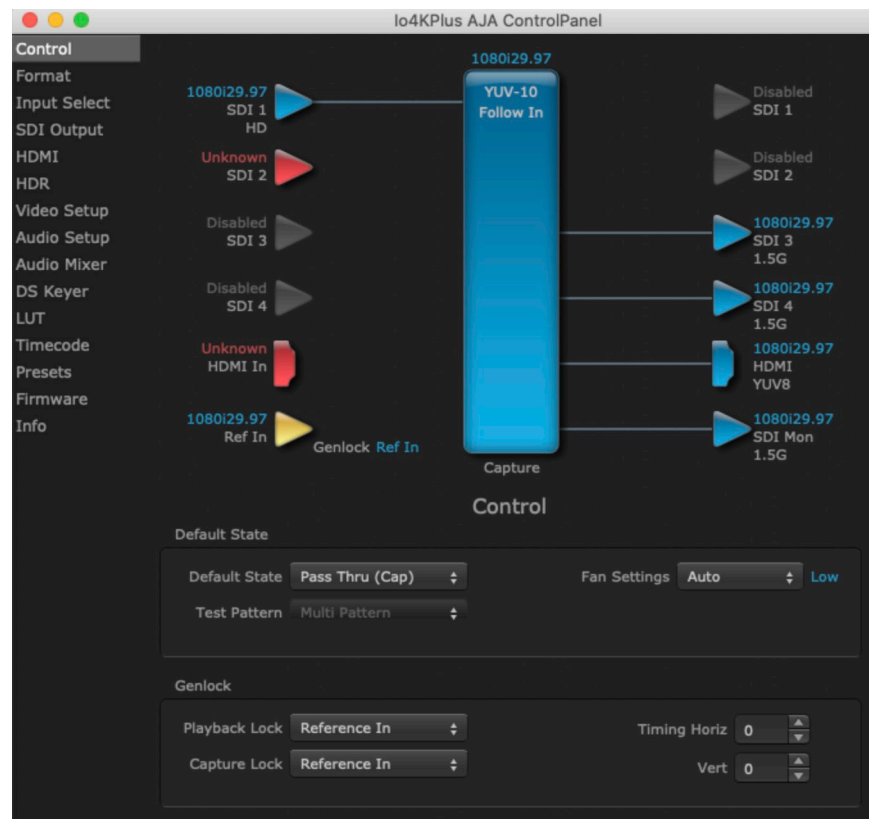 Io4KPlus AJA ControlPanel
Control
Format
Input Select
SDI Output
HDMI
HDR
Video Setup
Audio Setup
Audio Mixer
DS Keyer
LUT
Timecode
Presets
Firmware
Info
1080i29.97
YUV-10
Follow In
1080i29.97
SDI 1
HD
Unknown
SDI 2
Disabled
SDI 3
Disabled
SDI 4
Unknown
HDMI In
1080i29.97
Ref In
Genlock Ref In
Capture
Disabled
SDI 1
Disabled
SDI 2
1080i29.97
SDI 3
1.5G
1080i29.97
SDI 4
1.5G
1080i29.97
HDMI
YUV8
1080i29.97
SDI Mon
1.5G
Control
Default State
Default State Pass Thru (Cap) Fan Settings Auto Low
Test Pattern Multi Pattern
Genlock
Playback Lock Reference In Timing Horiz 0
Capture Lock Reference In Vert 0